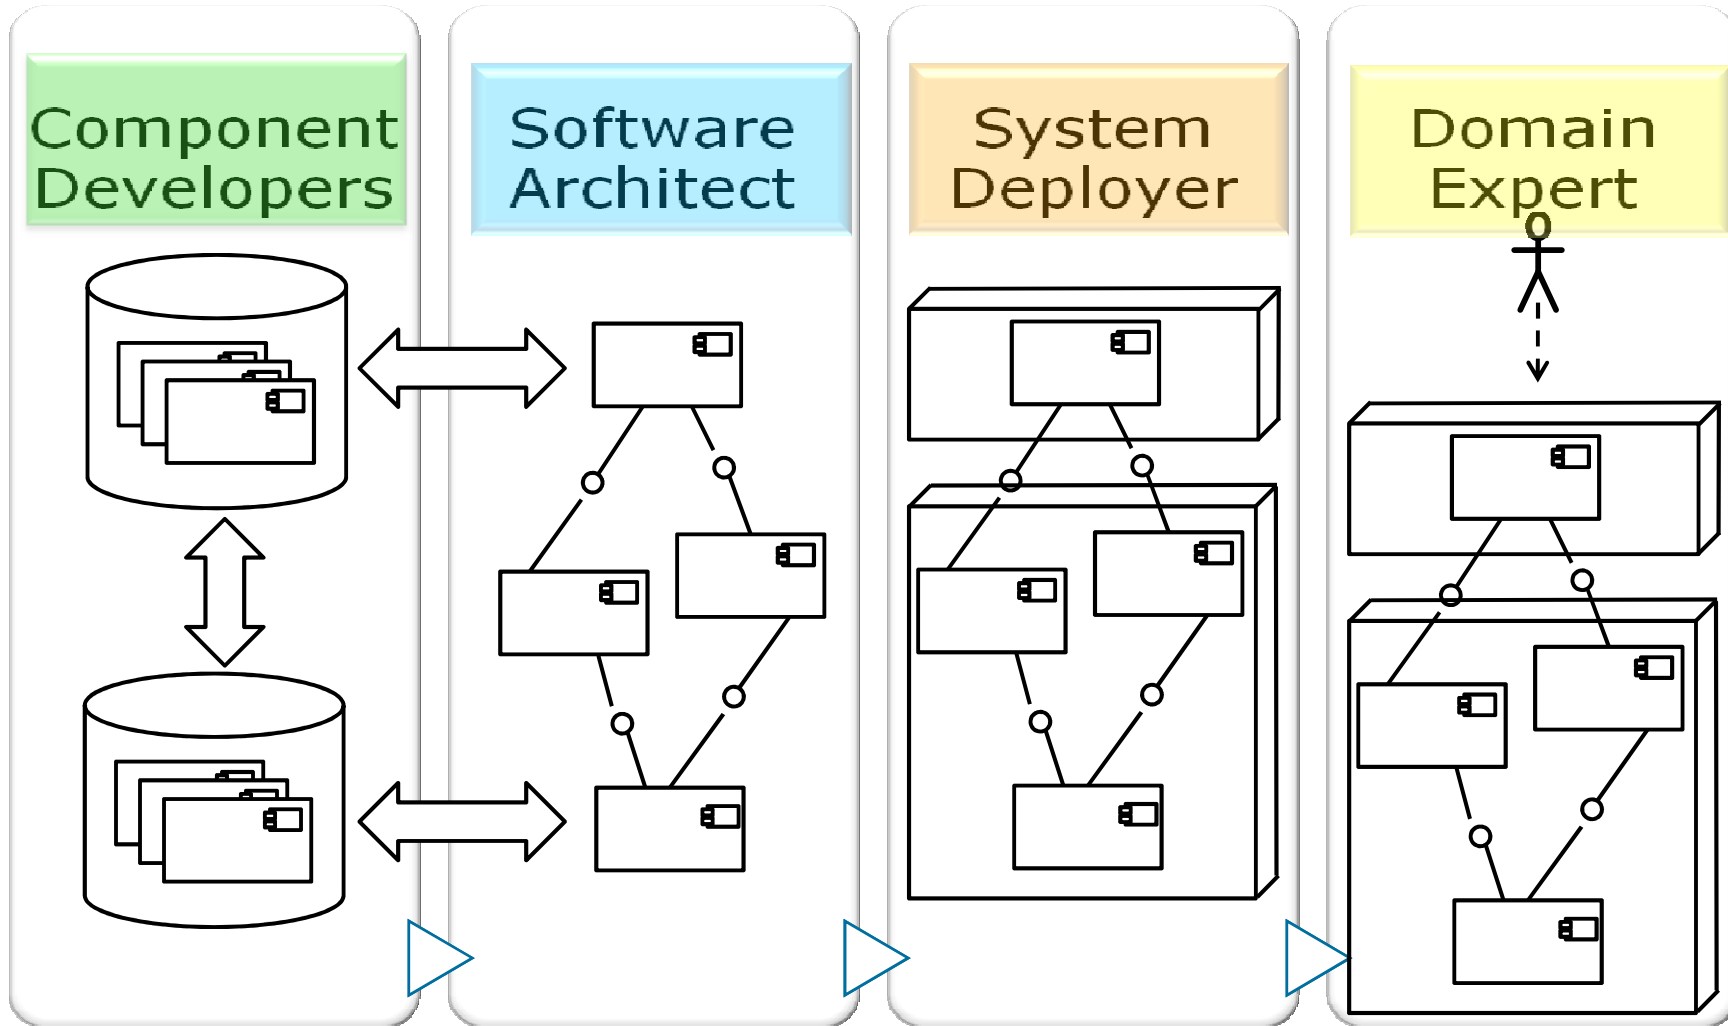 Component
Developers
Software
Architect
System
Deployer
Domain
Expert